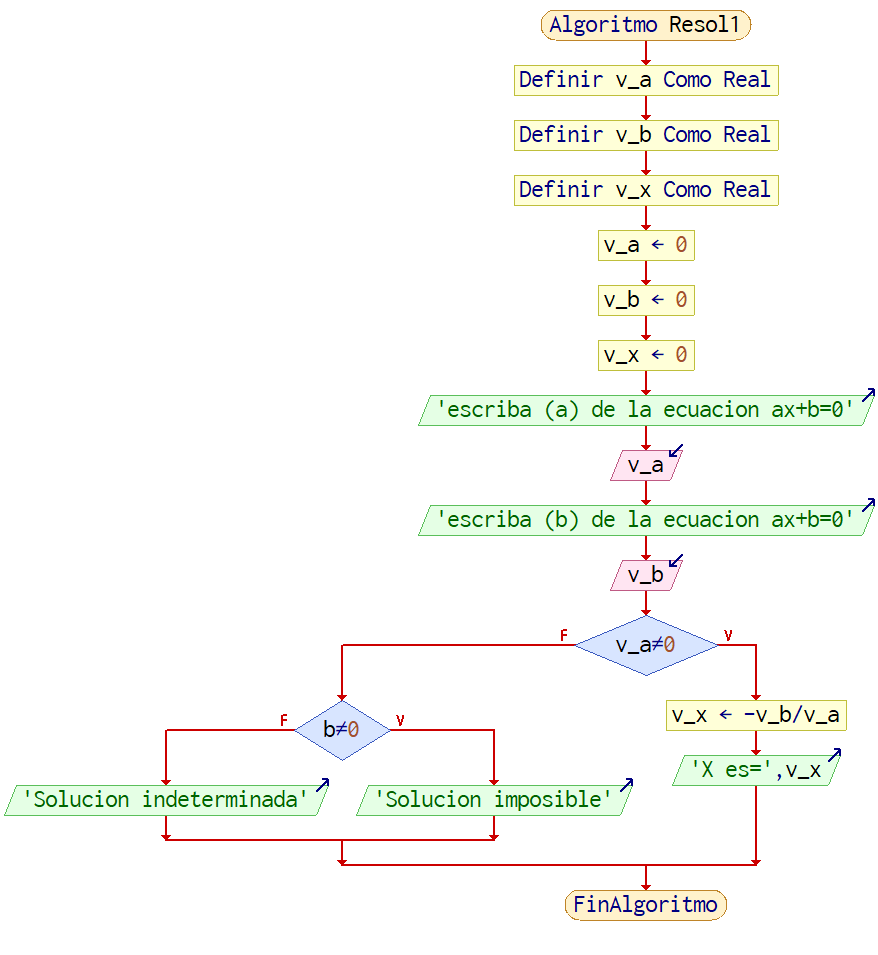 Algoritmo Resol1
Definir v_a Como Real
Definir v_b Como Real
Definir v_x Como Real
v_a ← 0
v_b ← 0
v_x ← 0
'escriba (a) de la ecuacion ax+b=0'
v_a
'escriba (b) de la ecuacion ax+b=0'
v_b
F
V
v_a≠0
F
V
b≠0
v_x ← -v_b/v_a
'X es=',v_x
'Solucion indeterminada'
'Solucion imposible'
FinAlgoritmo